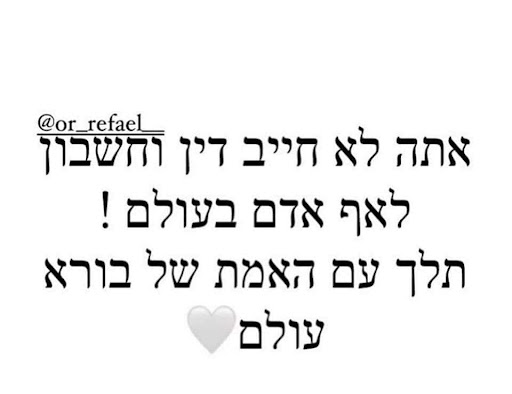 @or_refael__
אתה לא חייב דין וחשבון
לאף אדם בעולם !
תלך עם האמת של בורא
עולם🤍